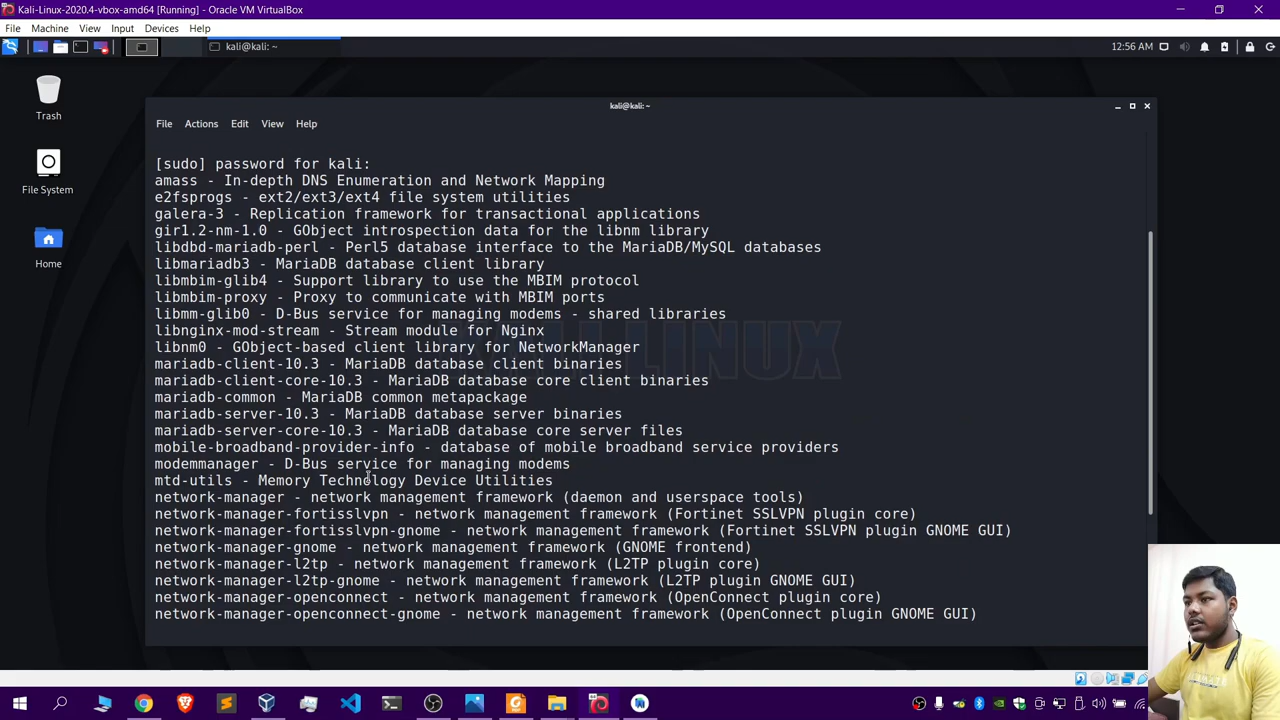 Kali-Linux-2020.4-vbox-amd64 [Running] - Oracle VM VirtualBox
File Machine View Input Devices Help
kali@kali: ~
12:56 AM
Trash
File System
Home
kali@kali: ~
File Actions Edit View Help
[sudo] password for kali:
amass - In-depth DNS Enumeration and Network Mapping
e2fsprogs - ext2/ext3/ext4 file system utilities
galera-3 - Replication framework for transactional applications
gir1.2-nm-1.0 - GObject introspection data for the libnm library
libdbd-mariadb-perl - Perl5 database interface to the MariaDB/MySQL databases
libmariadb3 - MariaDB database client library
libmbim-glib4 - Support library to use the MBIM protocol
libmbim-proxy - Proxy to communicate with MBIM ports
libmm-glib0 - D-Bus service for managing modems - shared libraries
libnginx-mod-stream - Stream module for Nginx
libnm0 - GObject-based client library for NetworkManager
mariadb-client-10.3 - MariaDB database client binaries
mariadb-client-core-10.3 - MariaDB database core client binaries
mariadb-common - MariaDB common metapackage
mariadb-server-10.3 - MariaDB database server binaries
mariadb-server-core-10.3 - MariaDB database core server files
mobile-broadband-provider-info - database of mobile broadband service providers
modemmanager - D-Bus service for managing modems
mtd-utils - Memory Technology Device Utilities
network-manager - network management framework (daemon and userspace tools)
network-manager-fortisslvpn - network management framework (Fortinet SSLVPN plugin core)
network-manager-fortisslvpn-gnome - network management framework (Fortinet SSLVPN plugin GNOME GUI)
network-manager-gnome - network management framework (GNOME frontend)
network-manager-l2tp - network management framework (L2TP plugin core)
network-manager-l2tp-gnome - network management framework (L2TP plugin GNOME GUI)
network-manager-openconnect - network management framework (OpenConnect plugin core)
network-manager-openconnect-gnome - network management framework (OpenConnect plugin GNOME GUI)
KALI LINUX